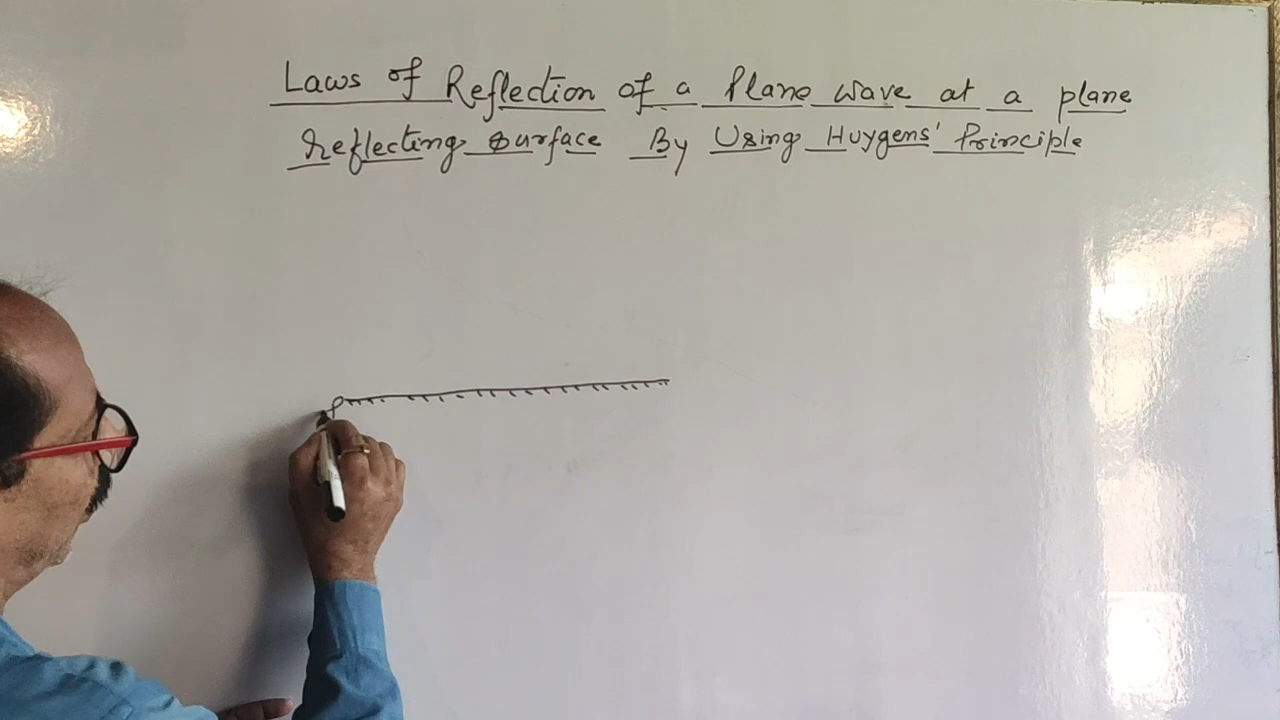 Laws of Reflection of a Plane wave at a plane
Reflecting surface By Using Huygens' Principle